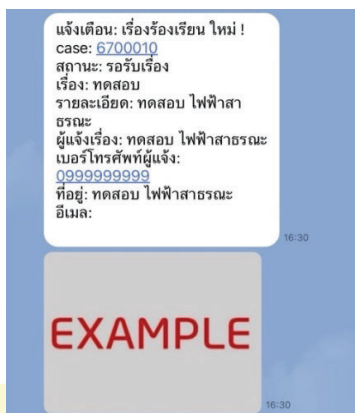 แจ้งเตือน: เรื่องร้องเรียน ใหม่ !
case: 6700010
สถานะ: รอรับเรื่อง
เรื่อง: ทดสอบ
รายละเอียด: ทดสอบ ไฟฟ้าสา
ธรณะ
ผู้แจ้งเรื่อง: ทดสอบ ไฟฟ้าสาธรณะ
เบอร์โทรศัพท์ผู้แจ้ง:
0999999999
ที่อยู่: ทดสอบ ไฟฟ้าสาธรณะ
อีเมล:
16:30
EXAMPLE
16:30